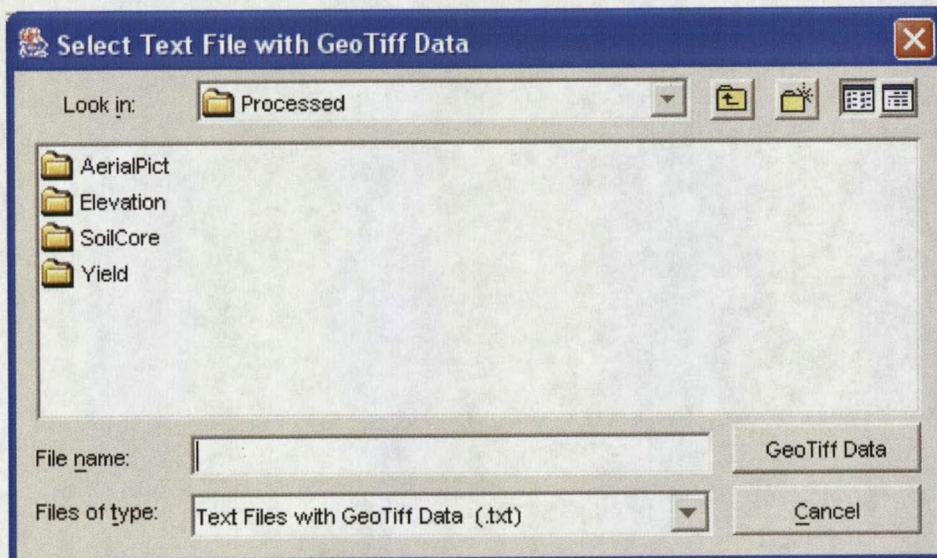 Select Text File with GeoTiff Data
Look in: Processed
AerialPict
Elevation
SoilCore
Yield
File name: GeoTiff Data
Files of type: Text Files with GeoTiff Data (.txt) Cancel